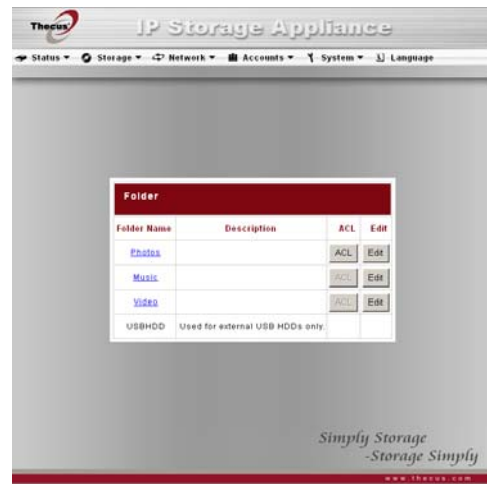 Thecus
IP Storage Appliance
Status Storage Network Accounts System Language
Folder
Folder Name Description ACL Edit
Photos ACL Edit
Music ACL Edit
Video ACL Edit
USBHDD Used for external USB HDDs only.
Simply Storage
-Storage Simply
www.thecus.com